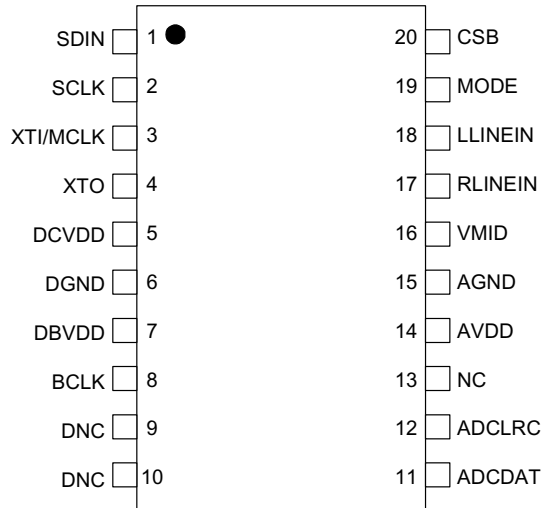 SDIN 1 20 CSB
SCLK 2 19 MODE
XTI/MCLK 3 18 LLINEIN
XTO 4 17 RLINEIN
DCVDD 5 16 VMID
DGND 6 15 AGND
DBVDD 7 14 AVDD
BCLK 8 13 NC
DNC 9 12 ADCLRC
DNC 10 11 ADCDAT